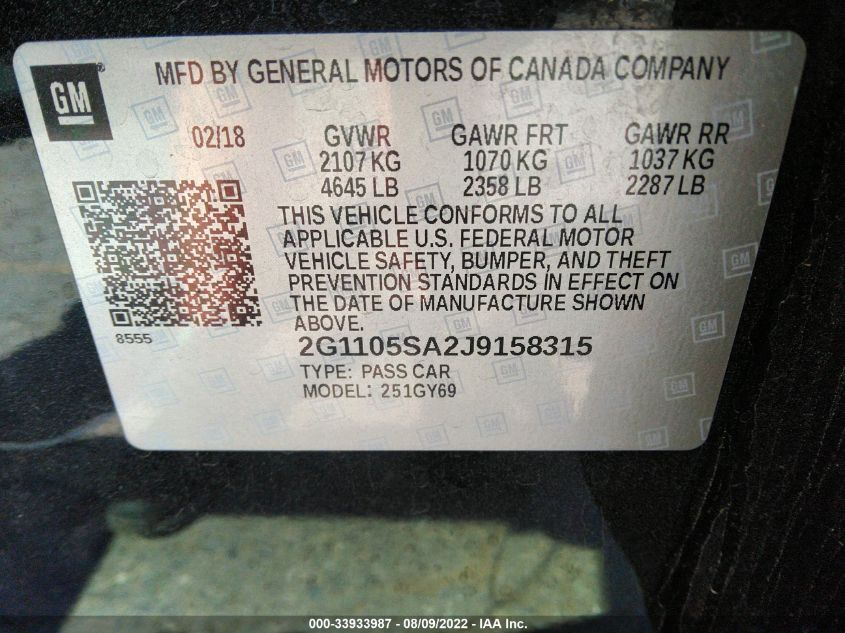 GM
MFD BY GENERAL MOTORS OF CANADA COMPANY
02/18 GVWR GAWR FRT GAWR RR
2107 KG 1070 KG 1037 KG
4645 LB 2358 LB 2287 LB
THIS VEHICLE CONFORMS TO ALL
APPLICABLE U.S. FEDERAL MOTOR
VEHICLE SAFETY, BUMPER, AND THEFT
PREVENTION STANDARDS IN EFFECT ON
THE DATE OF MANUFACTURE SHOWN
ABOVE.
8555
2G1105SA2J9158315
TYPE: PASS CAR
MODEL: 251GY69
000-33933987 - 08/09/2022 - IAA Inc.